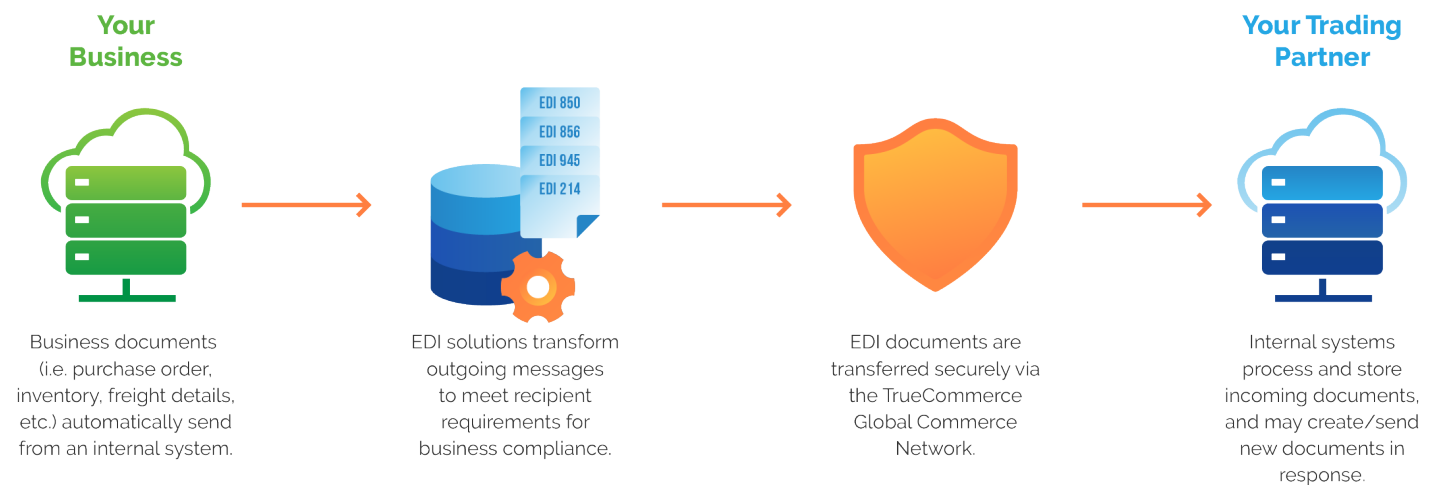 Your
Business
Your Trading
Partner
EDI 850
EDI 856
EDI 945
EDI 214
Business documents
(i.e. purchase order,
inventory, freight details,
etc.) automatically send
from an internal system.
EDI solutions transform
outgoing messages
to meet recipient
requirements for
business compliance.
EDI documents are
transferred securely via
the TrueCommerce
Global Commerce
Network.
Internal systems
process and store
incoming documents,
and may create/send
new documents in
response.